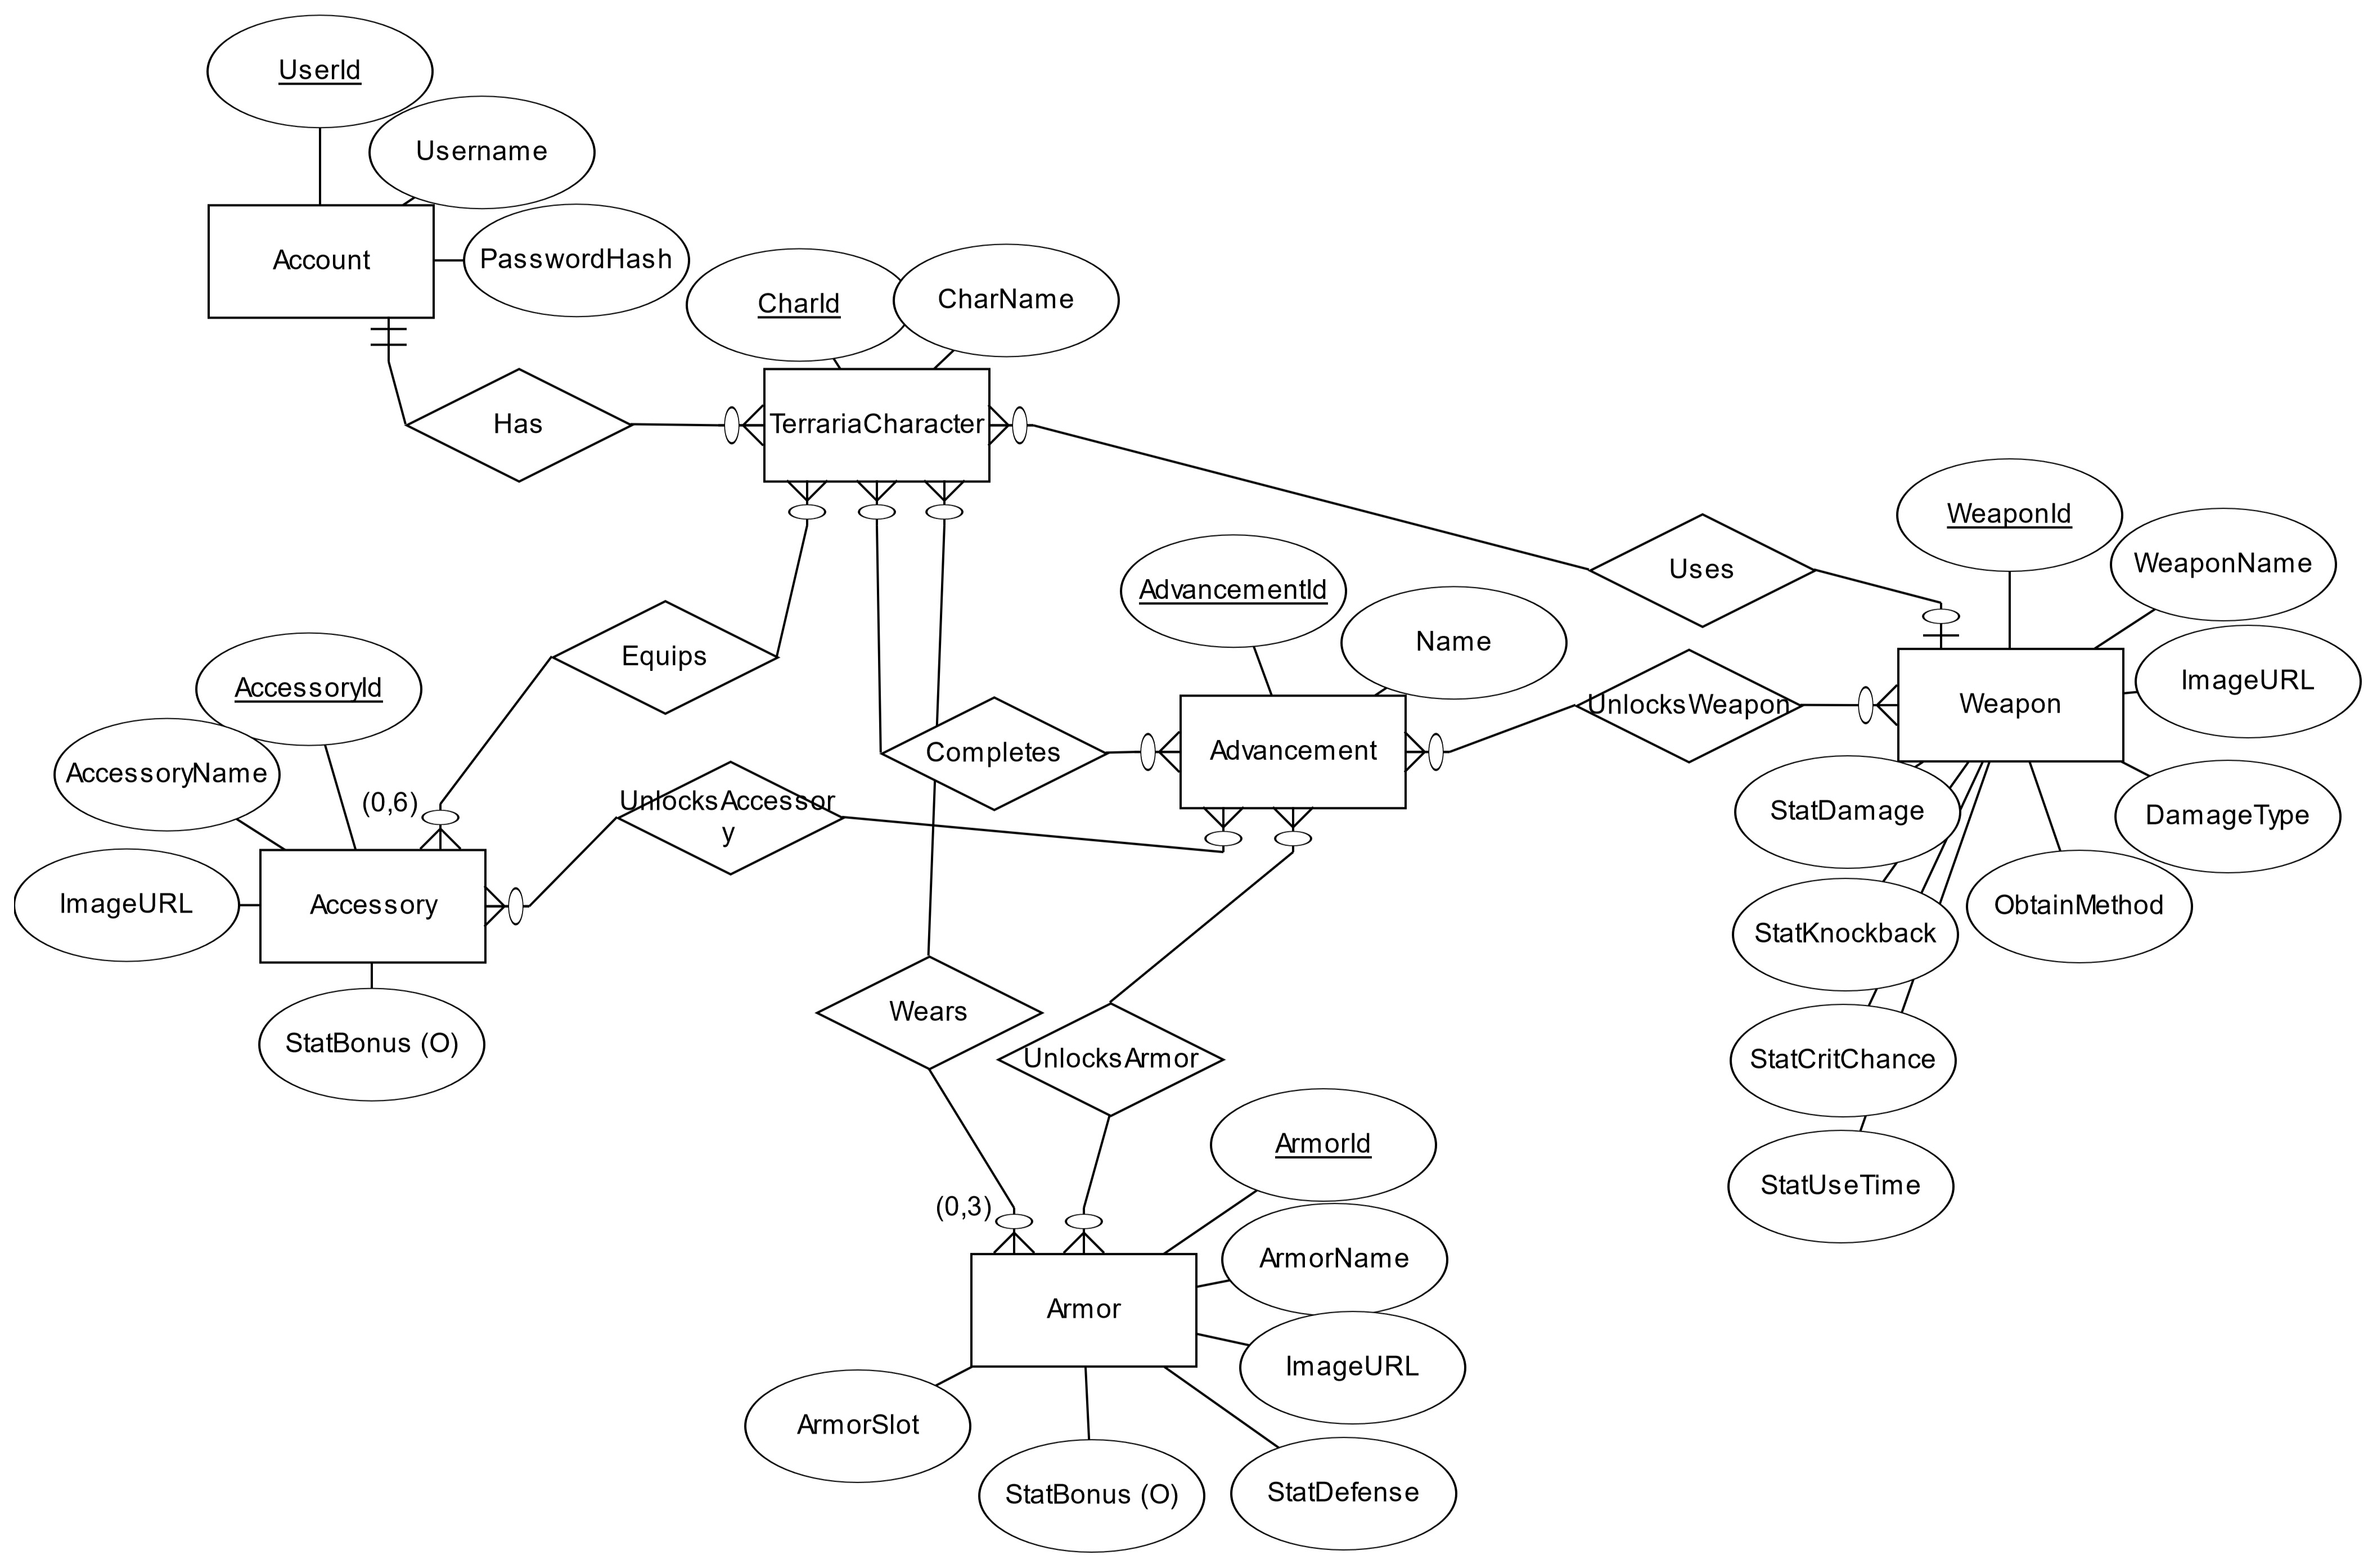 UserId
Username
Account
PasswordHash
CharId
CharName
Has
TerrariaCharacter
WeaponId
WeaponName
Uses
AdvancementId
Name
Equips
AccessoryId
ImageURL
UnlocksWeapon
Weapon
Completes
Advancement
AccessoryName
(0,6)
UnlocksAccessor
y
StatDamage
DamageType
ImageURL
Accessory
ObtainMethod
StatKnockback
Wears
StatBonus (O)
UnlocksArmor
StatCritChance
ArmorId
StatUseTime
(0,3)
ArmorName
Armor
ImageURL
ArmorSlot
StatBonus (O)
StatDefense